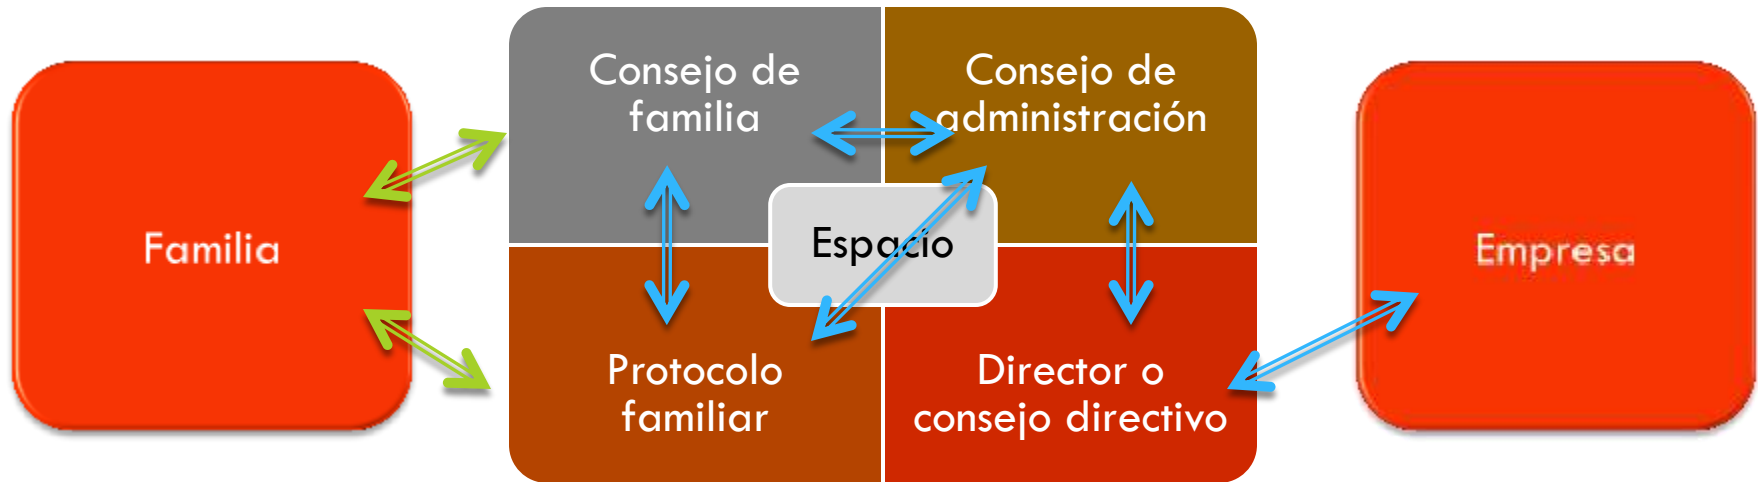 Familia
Consejo de
familia
Consejo de
administración
Espacio
Protocolo
familiar
Director o
consejo directivo
Empresa